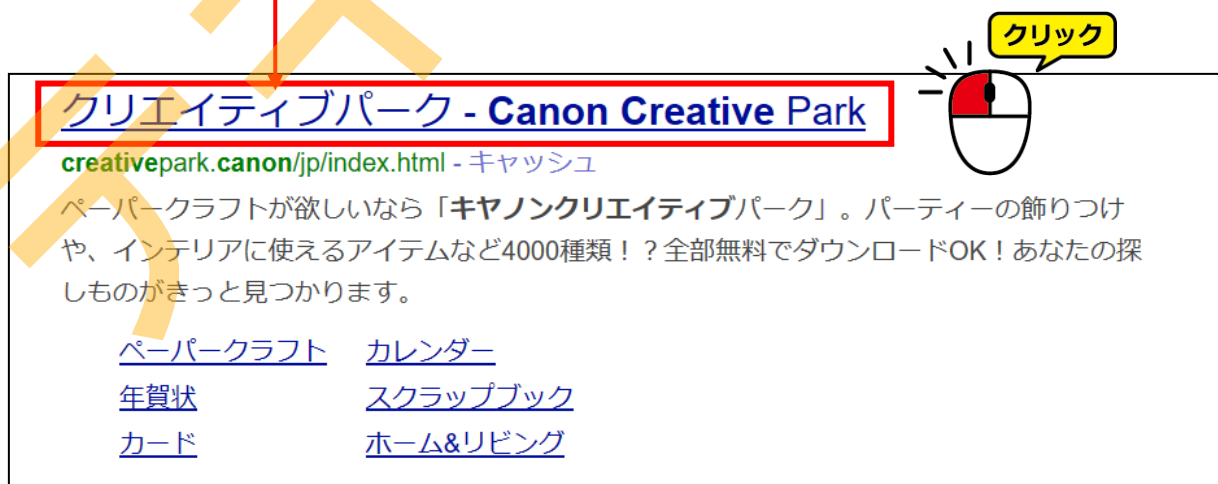 クリック
クリエイティブパーク - Canon Creative Park
creativepark.canon/jp/index.html - キャッシュ
ペーパークラフトが欲しいなら「キヤノンクリエイティブパーク」。パーティーの飾りつけ
や、インテリアに使えるアイテムなど4000種類！？全部無料でダウンロードOK！あなたの探
しものがきっと見つかります。
ペーパークラフト カレンダー
年賀状 スクラップブック
カード ホーム&リビング